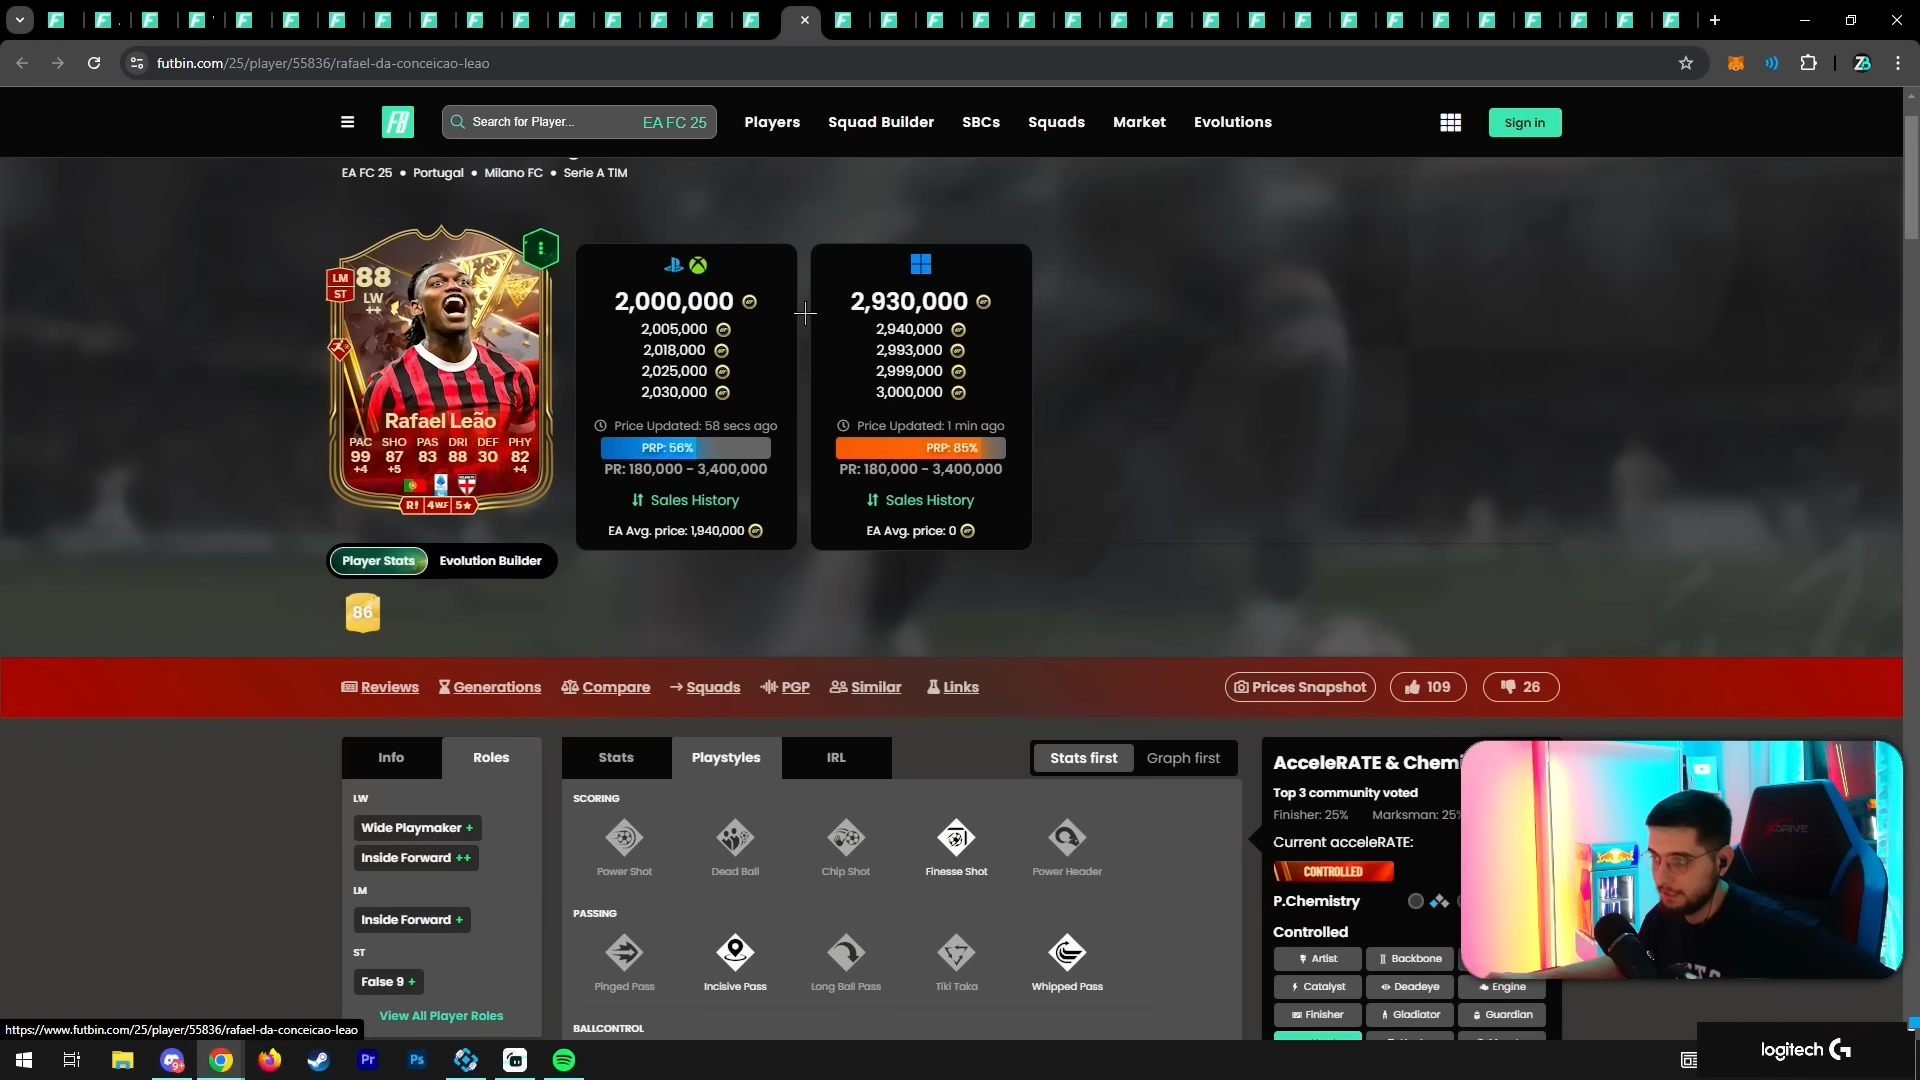 futbin.com/25/player/55836/rafael-da-conceicao-leao
Search for Player...
EA FC 25
Players
Squad Builder
SBCs
Squads
Market
Evolutions
Sign in
EA FC 25 • Portugal • Milano FC • Serie A TIM
LM
ST
88
LW
++
Rafael Leão
PAC SHO PAS DRI DEF PHY
99 87 83 88 30 82
+4 +5 +4
R! 4W.F 5★
2,000,000
2,005,000
2,018,000
2,025,000
2,030,000
Price Updated: 58 secs ago
PRP: 56%
PR: 180,000 - 3,400,000
Sales History
EA Avg. price: 1,940,000
2,930,000
2,940,000
2,993,000
2,999,000
3,000,000
Price Updated: 1 min ago
PRP: 85%
PR: 180,000 - 3,400,000
Sales History
EA Avg. price: 0
Player Stats
Evolution Builder
86
Reviews
Generations
Compare
Squads
PGP
Similar
Links
Prices Snapshot
109
26
Info
Roles
LW
Wide Playmaker +
Inside Forward ++
LM
Inside Forward +
ST
False 9 +
View All Player Roles
Stats
Playstyles
IRL
Stats first
Graph first
SCORING
Power Shot
Dead Ball
Chip Shot
Finesse Shot
Power Header
PASSING
Pinged Pass
Incisive Pass
Long Ball Pass
Tiki Taka
Whipped Pass
BALLCONTROL
AcceleRATE & Chemi
Top 3 community voted
Finisher: 25%
Marksman: 25%
Current acceleRATE:
CONTROLLED
P.Chemistry
Controlled
Artist
Backbone
Catalyst
Deadeye
Engine
Finisher
Gladiator
Guardian
https://www.futbin.com/25/player/55836/rafael-da-conceicao-leao
logitech G